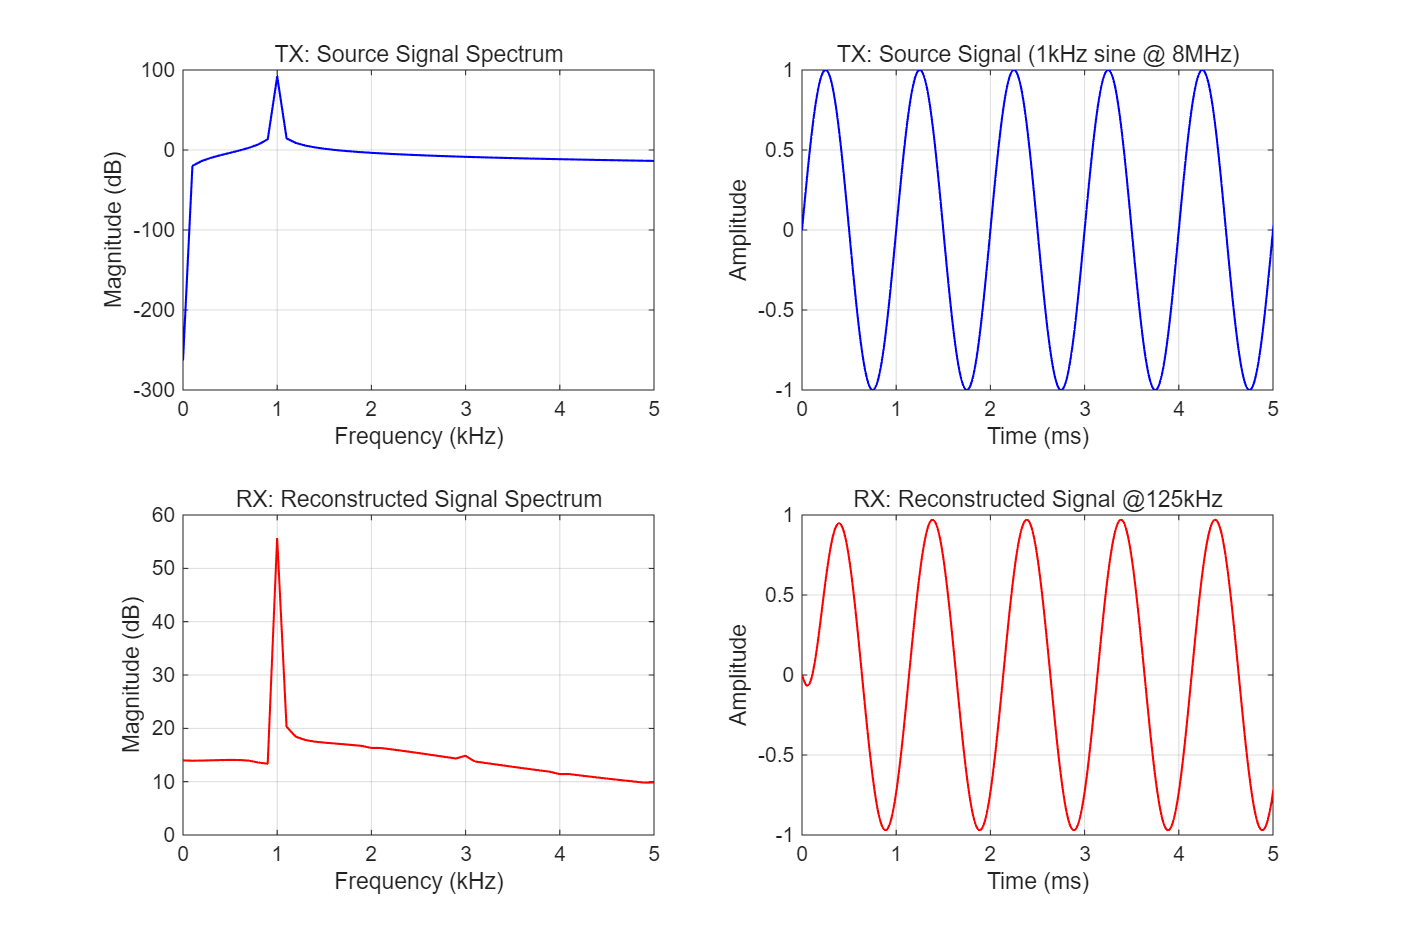 TX: Source Signal Spectrum
100
0
-100
-200
-300
Magnitude (dB)
0 1 2 3 4 5
Frequency (kHz)
TX: Source Signal (1kHz sine @ 8MHz)
1
0.5
0
-0.5
-1
Amplitude
0 1 2 3 4 5
Time (ms)
RX: Reconstructed Signal Spectrum
60
50
40
30
20
10
0
Magnitude (dB)
0 1 2 3 4 5
Frequency (kHz)
RX: Reconstructed Signal @125kHz
1
0.5
0
-0.5
-1
Amplitude
0 1 2 3 4 5
Time (ms)